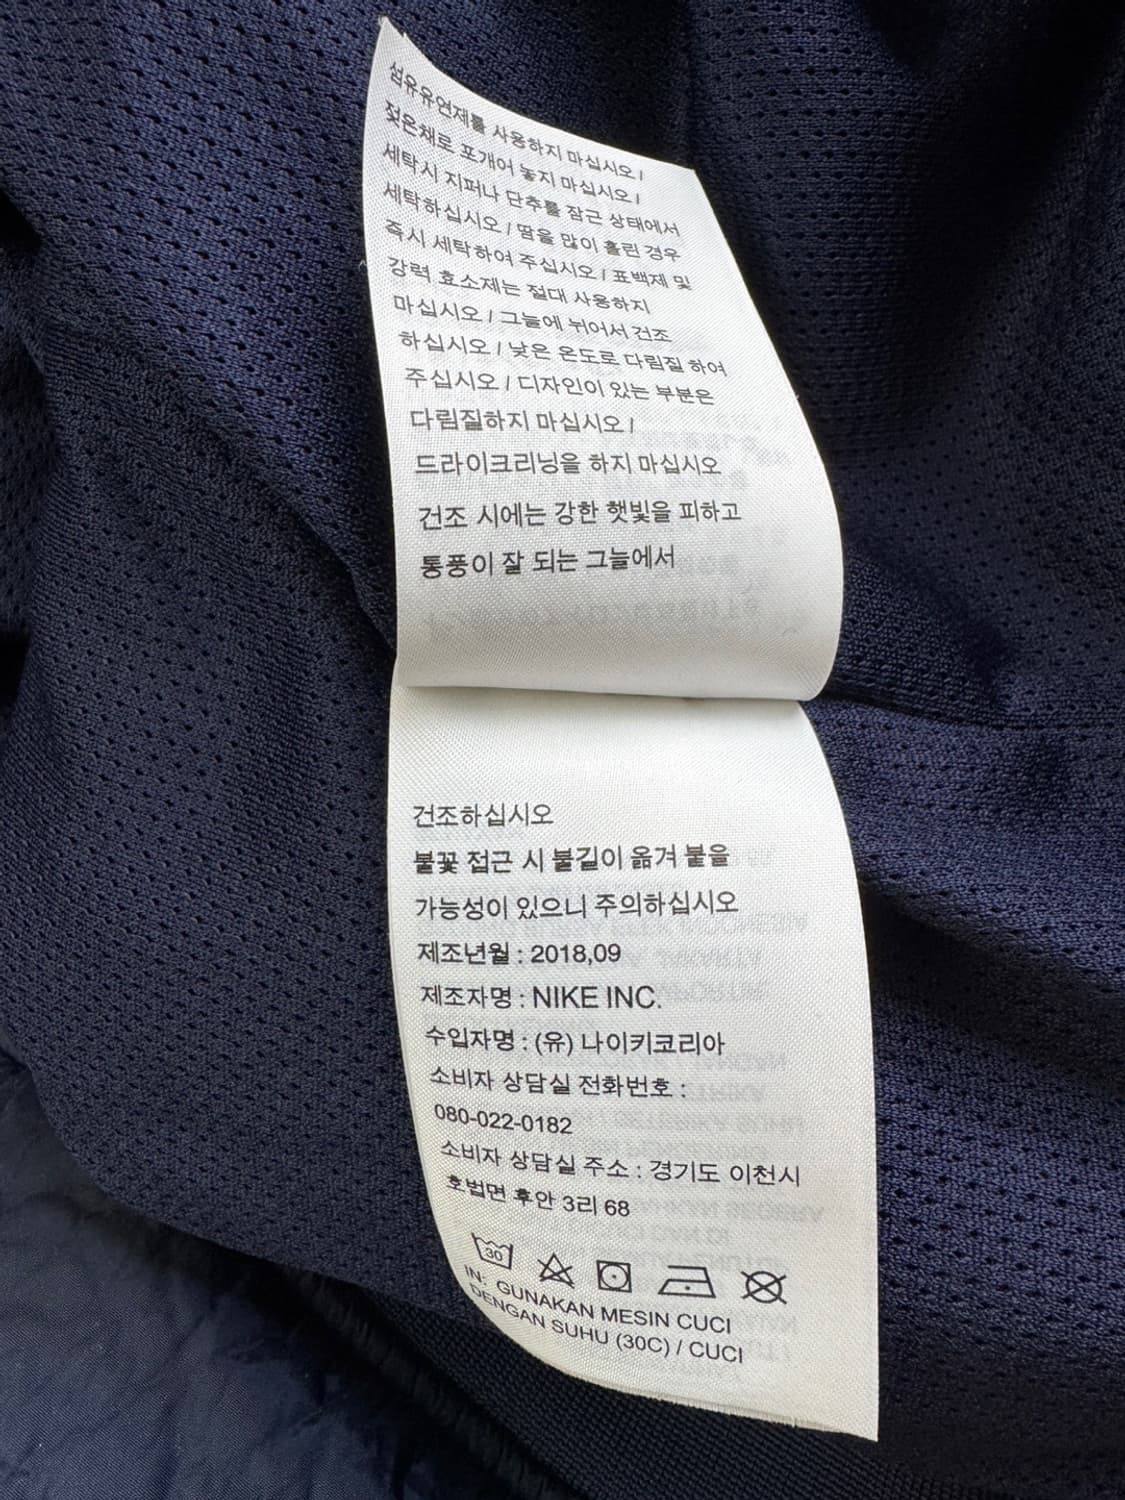 섬유유연제를 사용하지 마십시오 /
젖은채로 포개어 놓지 마십시오 /
세탁시 지퍼나 단추를 잠근 상태에서
세탁하십시오 / 땀을 많이 흘린 경우
즉시 세탁하여 주십시오 / 표백제 및
강력 효소제는 절대 사용하지
마십시오 / 그늘에 뉘어서 건조
하십시오 / 낮은 온도로 다림질 하여
주십시오 / 디자인이 있는 부분은
다림질하지 마십시오 /
드라이크리닝을 하지 마십시오
건조 시에는 강한 햇빛을 피하고
통풍이 잘 되는 그늘에서
건조하십시오
불꽃 접근 시 불길이 옮겨 붙을
가능성이 있으니 주의하십시오
제조년월 : 2018,09
제조자명 : NIKE INC.
수입자명 : (유) 나이키코리아
소비자 상담실 전화번호 :
080-022-0182
소비자 상담실 주소 : 경기도 이천시
호법면 후안 3리 68
30
IN: GUNAKAN MESIN CUCI
DENGAN SUHU (30C) / CUCI